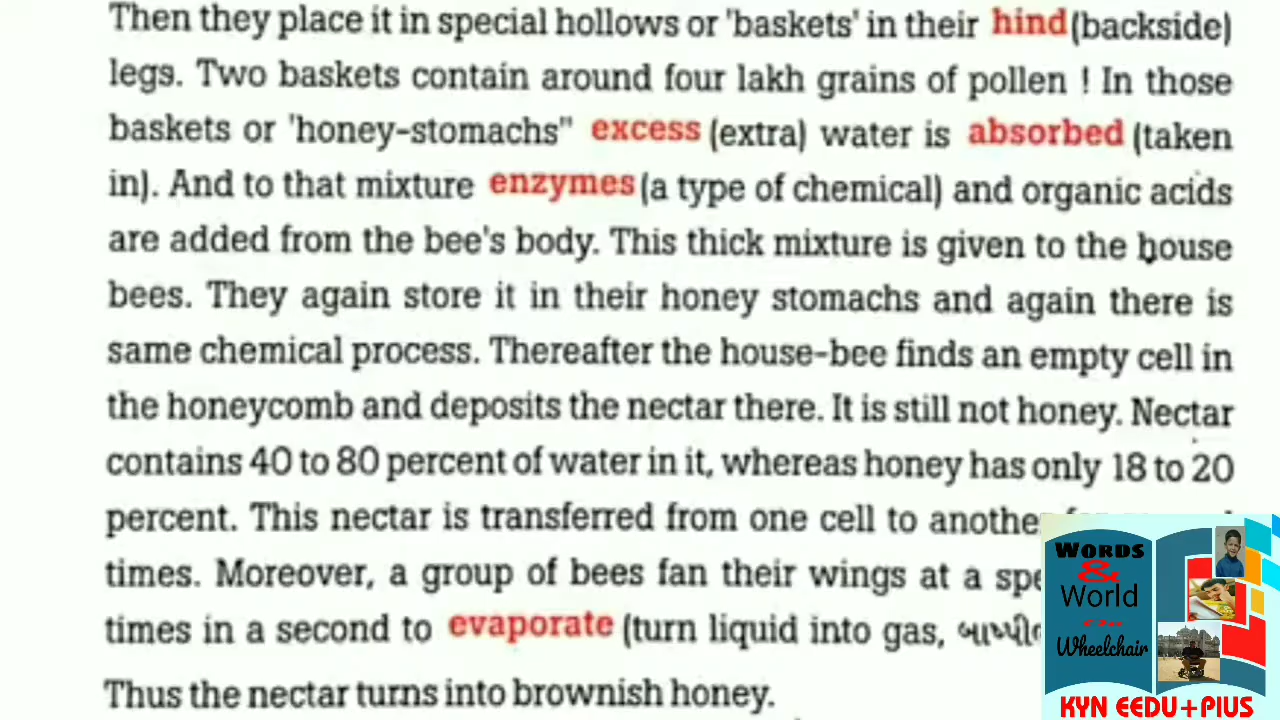 Then they place it in special hollows or 'baskets' in their hind (backside)
legs. Two baskets contain around four lakh grains of pollen ! In those
baskets or 'honey-stomachs" excess (extra) water is absorbed (taken
in). And to that mixture enzymes (a type of chemical) and organic acids
are added from the bee's body. This thick mixture is given to the house
bees. They again store it in their honey stomachs and again there is
same chemical process. Thereafter the house-bee finds an empty cell in
the honeycomb and deposits the nectar there. It is still not honey. Nectar
contains 40 to 80 percent of water in it, whereas honey has only 18 to 20
percent. This nectar is transferred from one cell to another
times. Moreover, a group of bees fan their wings at a
times in a second to evaporate (turn liquid into gas,
Thus the nectar turns into brownish honey.
WORDS
&
World
Wheelchair
KYN EEDU+PlUS